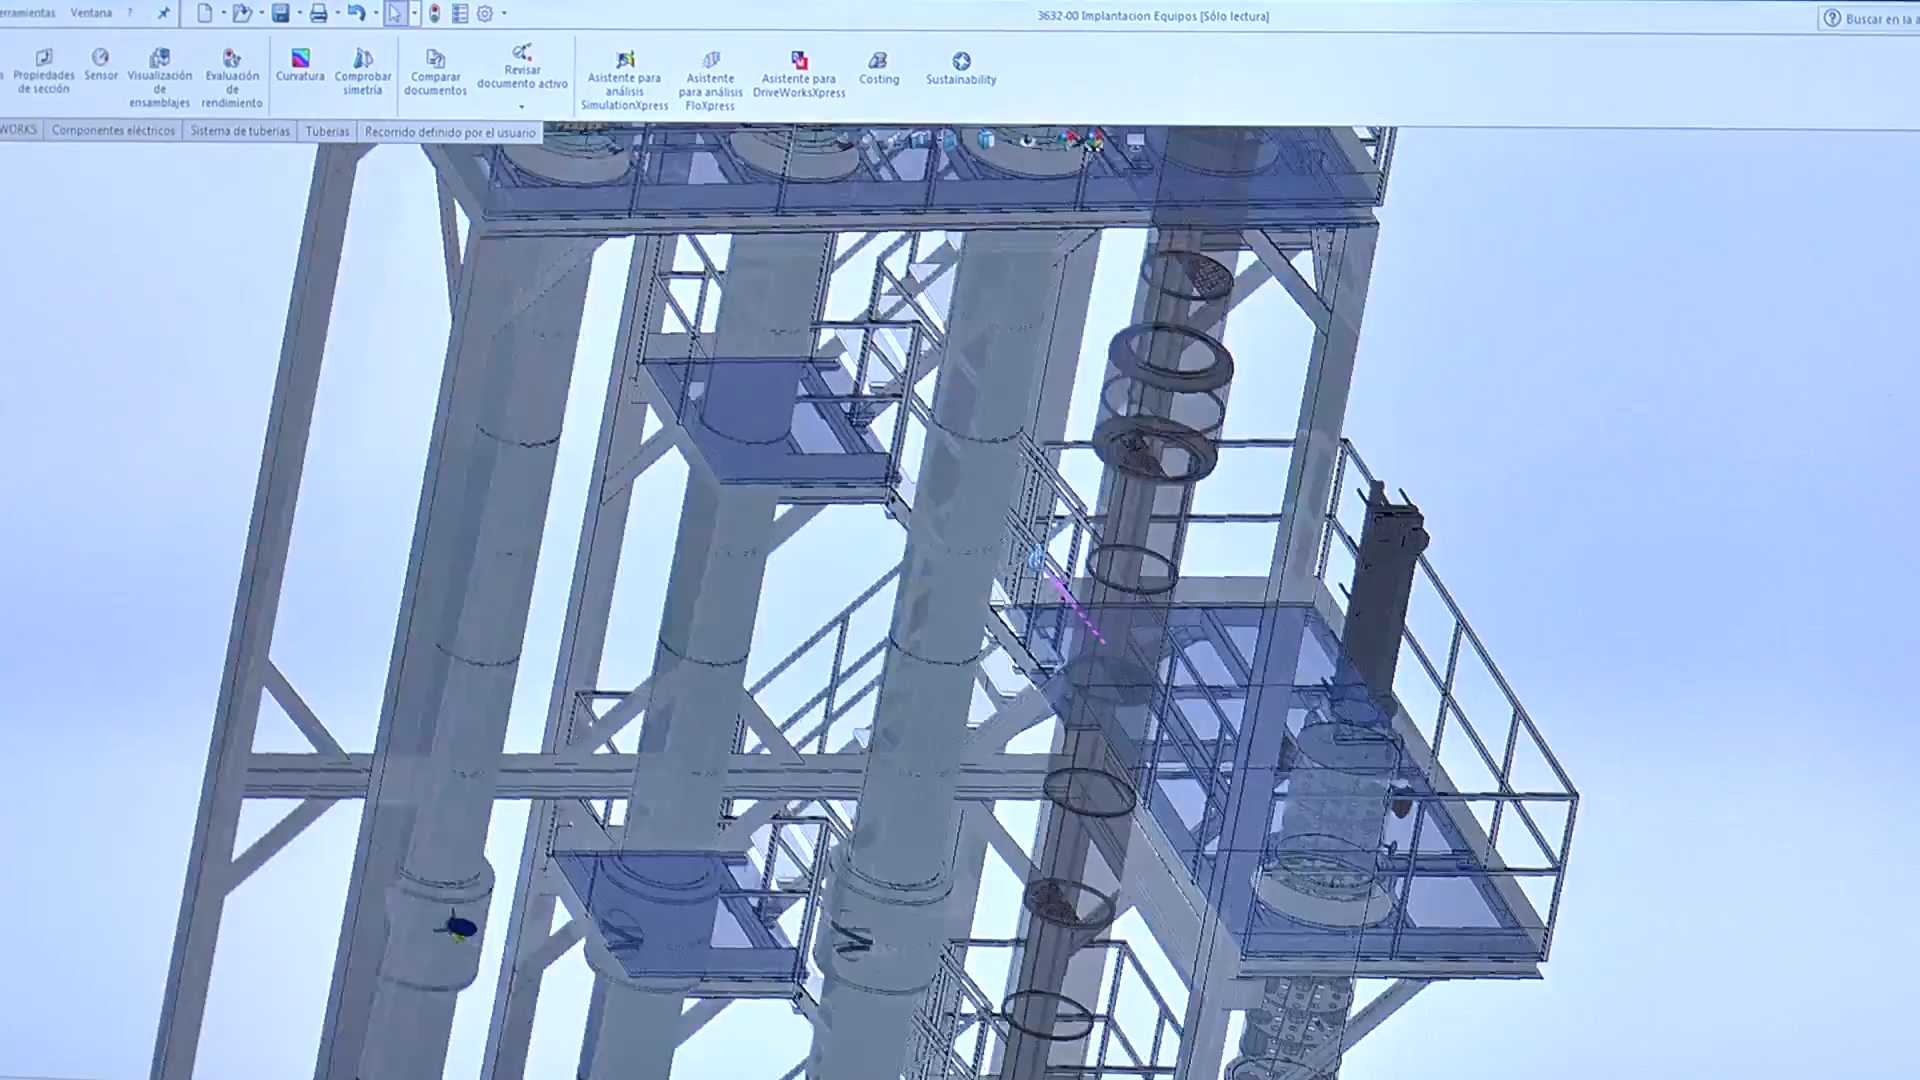 Ventana ?
3632-00 Implantacion Equipos [Sólo lectura]
Buscar en la
Propiedades
de sección
Sensor
Visualización
de
ensamblajes
Evaluación
de
rendimiento
Curvatura
Comprobar
simetría
Comparar
documentos
Revisar
documento activo
Asistente para
análisis
SimulationXpress
Asistente
para análisis
FloXpress
Asistente para
DriveWorksXpress
Costing
Sustainability
WORKS
Componentes eléctricos
Sistema de tuberías
Tuberías
Recorrido definido por el usuario